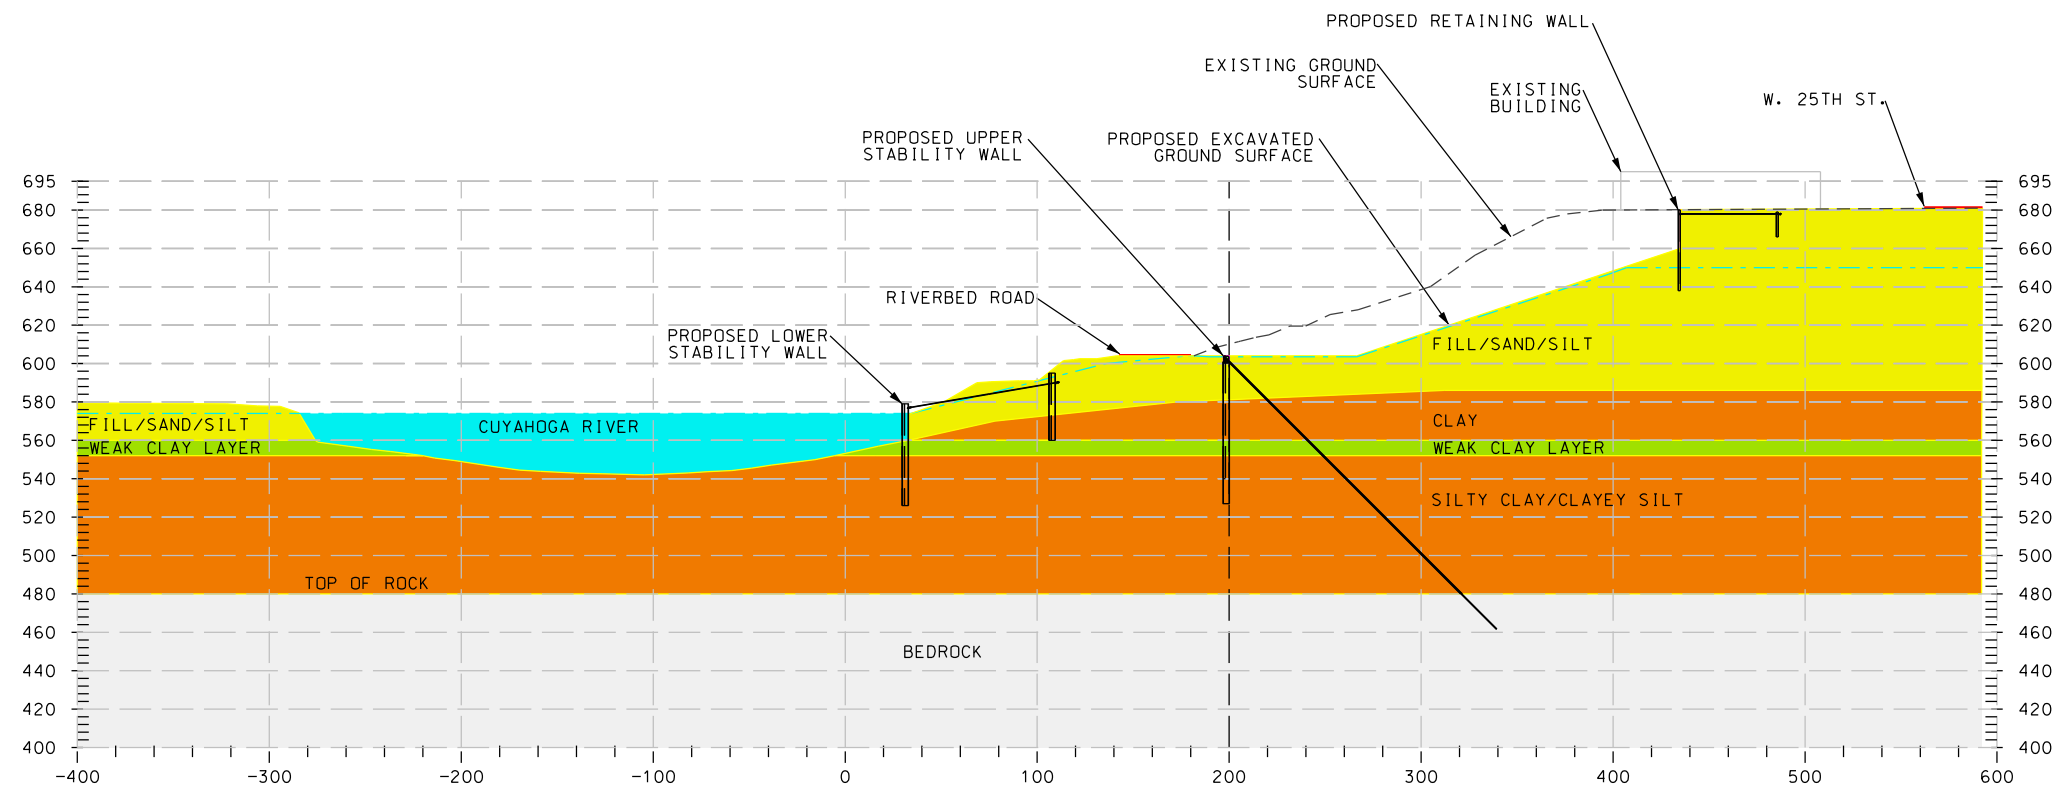 PROPOSED RETAINING WALL
EXISTING GROUND
SURFACE
EXISTING
BUILDING
W. 25TH ST.
PROPOSED UPPER
STABILITY WALL
PROPOSED EXCAVATED
GROUND SURFACE
RIVERBED ROAD
PROPOSED LOWER
STABILITY WALL
FILL/SAND/SILT
FILL/SAND/SILT
CUYAHOGA RIVER
CLAY
WEAK CLAY LAYER
WEAK CLAY LAYER
SILTY CLAY/CLAYEY SILT
TOP OF ROCK
BEDROCK
695
680
660
640
620
600
580
560
540
520
500
480
460
440
420
400
695
680
660
640
620
600
580
560
540
520
500
480
460
440
420
400
-400 -300 -200 -100 0 100 200 300 400 500 600